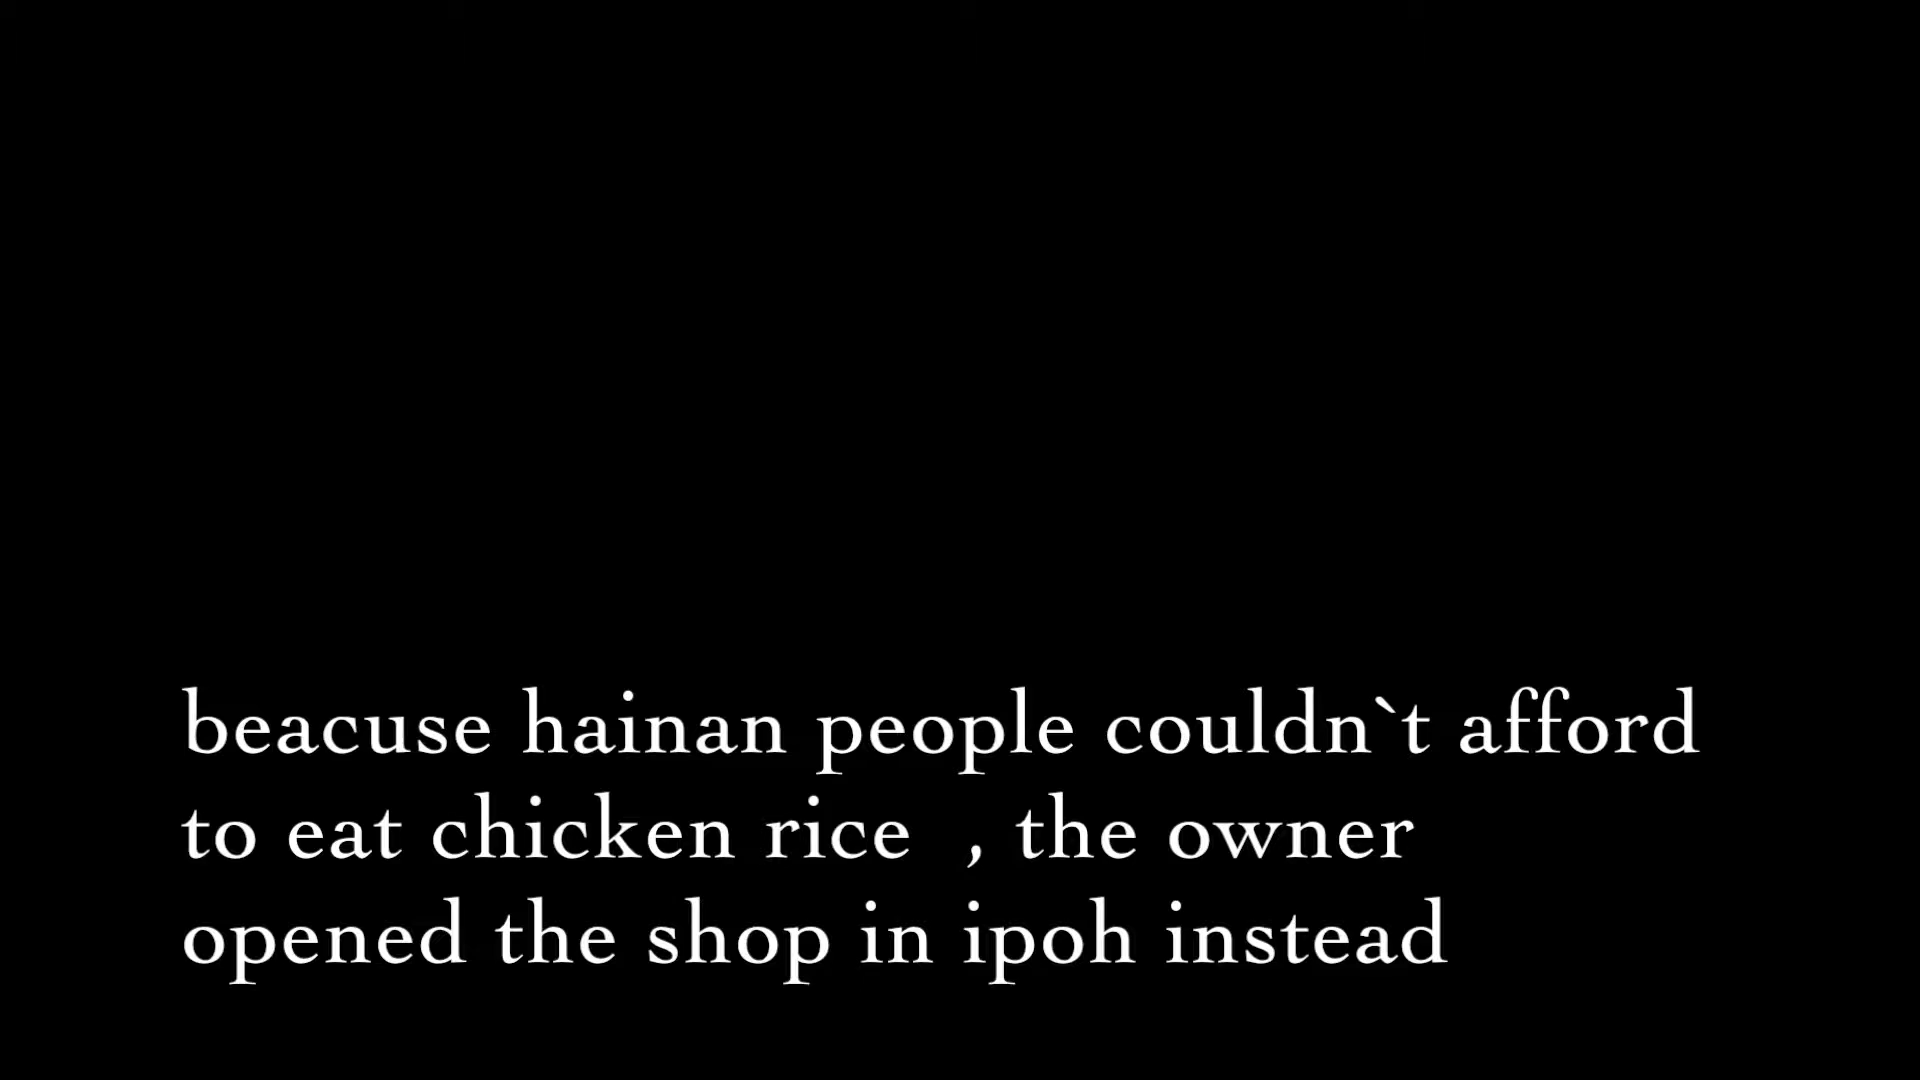 beacuse hainan people couldn`t afford
to eat chicken rice  , the owner
opened the shop in ipoh instead